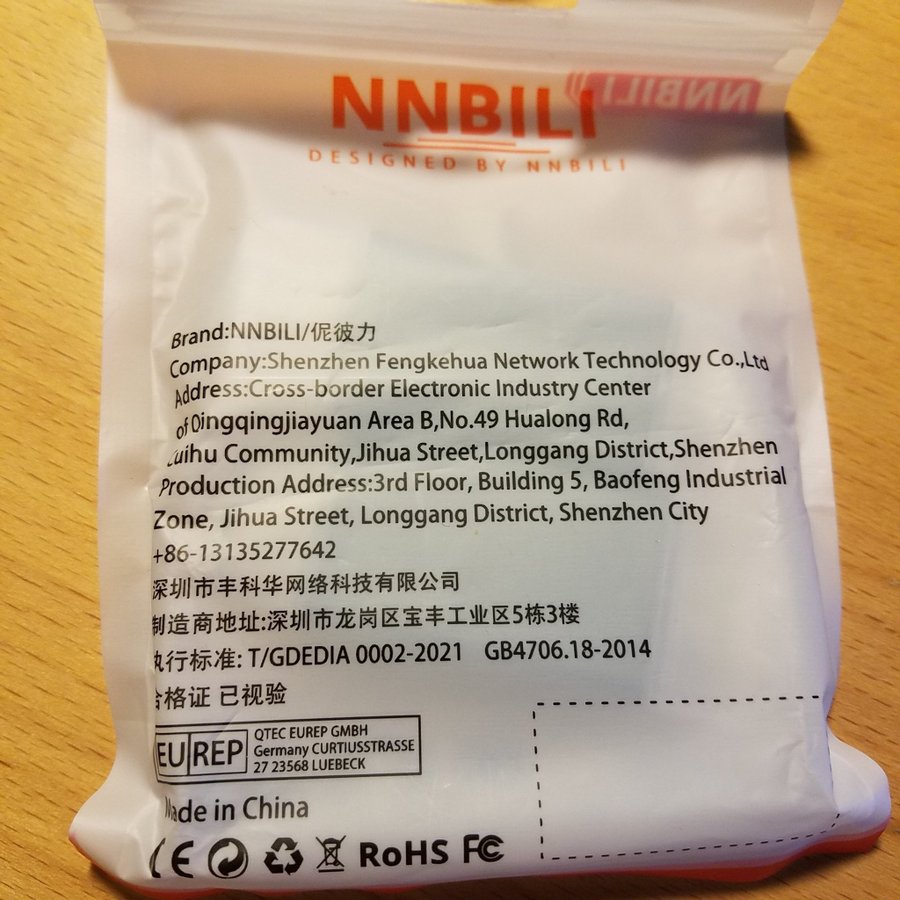 NNBILI
NNBILI
DESIGNED BY NNBILI
Brand:NNBILI/伲彼力
Company:Shenzhen Fengkehua Network Technology Co.,Ltd
Address:Cross-border Electronic Industry Center
of Qingqingjiayuan Area B,No.49 Hualong Rd,
Cuihu Community,Jihua Street,Longgang District,Shenzhen
Production Address:3rd Floor, Building 5, Baofeng Industrial
Zone, Jihua Street, Longgang District, Shenzhen City
+86-13135277642
深圳市丰科华网络科技有限公司
制造商地址:深圳市龙岗区宝丰工业区5栋3楼
执行标准: T/GDEDIA 0002-2021 GB4706.18-2014
合格证 已视验
EU REP
QTEC EUREP GMBH
Germany CURTIUSSTRASSE
27 23568 LUEBECK
Made in China
CE RoHS FC